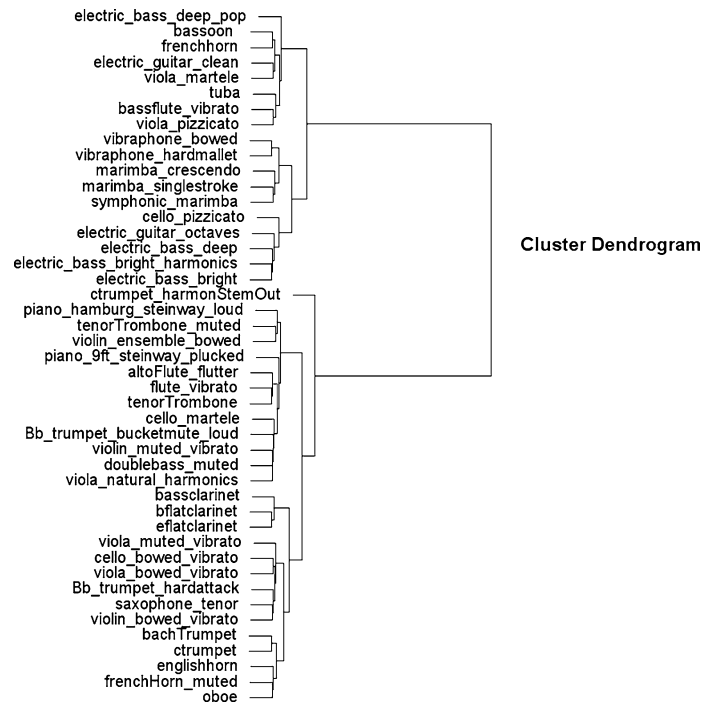 electric_bass_deep_pop
bassoon
frenchhorn
electric_guitar_clean
viola_martele
tuba
bassflute_vibrato
viola_pizzicato
vibraphone_bowed
vibraphone_hardmallet
marimba_crescendo
marimba_singlestroke
symphonic_marimba
cello_pizzicato
electric_guitar_octaves
electric_bass_deep
Cluster Dendrogram
electric_bass_bright_harmonics
electric_bass_bright
ctrumpet_harmonStemOut
piano_hamburg_steinway_loud
tenorTrombone_muted
violin_ensemble_bowed
piano_9ft_steinway_plucked
altoFlute_flutter
flute_vibrato
tenorTrombone
cello_martele
Bb_trumpet_bucketmute_loud
violin_muted_vibrato
doublebass_muted
viola_natural_harmonics
bassclarinet
bflatclarinet
eflatclarinet
viola_muted_vibrato
cello_bowed_vibrato
viola_bowed_vibrato
Bb_trumpet_hardattack
saxophone_tenor
violin_bowed_vibrato
bachTrumpet
ctrumpet
englishhorn
frenchHorn_muted
oboe